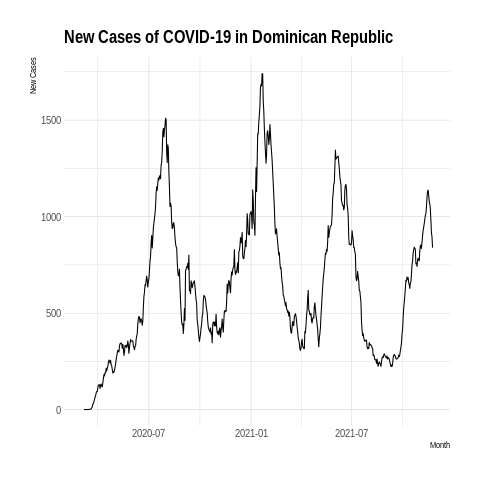 New Cases of COVID-19 in Dominican Republic
New Cases
1500
1000
500
0
2020-07 2021-01 2021-07
Month